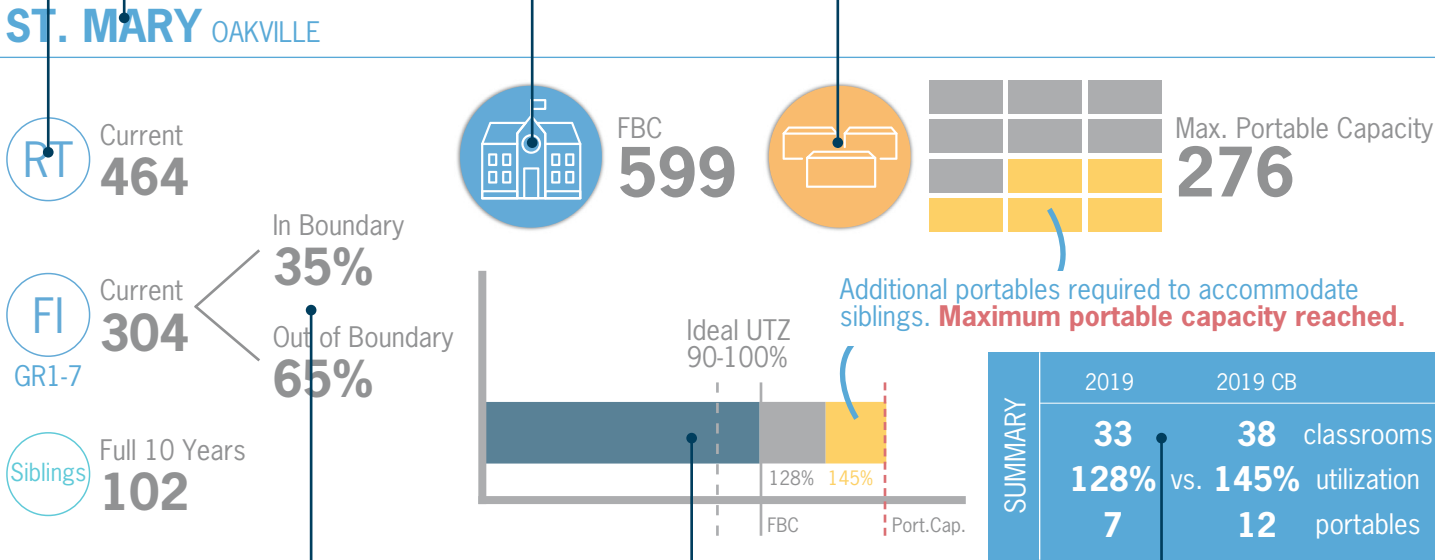 ST. MARY OAKVILLE
RT
Current
464
FBC
599
Max. Portable Capacity
276
FI
GR1-7
Current
304
In Boundary
35%
Out of Boundary
65%
Siblings
Full 10 Years
102
Additional portables required to accommodate
siblings. Maximum portable capacity reached.
Ideal UTZ
90-100%
128% 145%
FBC
Port.Cap.
SUMMARY
2019 2019 CB
33 38 classrooms
128% vs. 145% utilization
7 12 portables